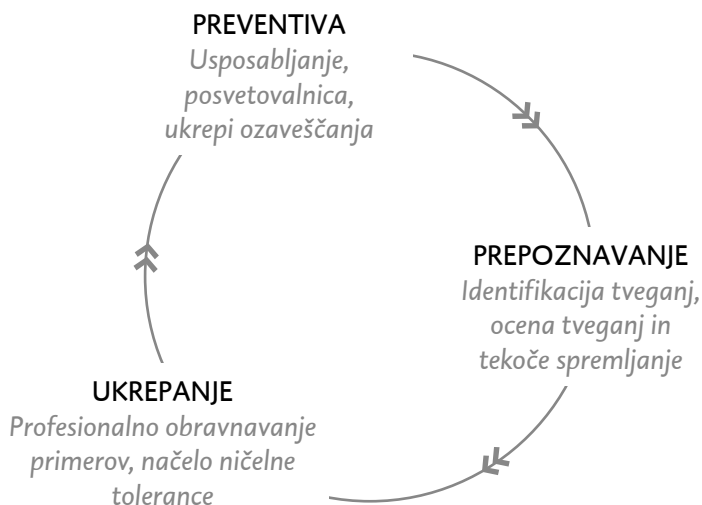 PREVENTIVA
Usposabljanje,
posvetovalnica,
ukrepi ozaveščanja
PREPOZNAVANJE
Identifikacija tveganj,
ocena tveganj in
tekoče spremljanje
UKREPANJE
Profesionalno obravnavanje
primerov, načelo ničelne
tolerance